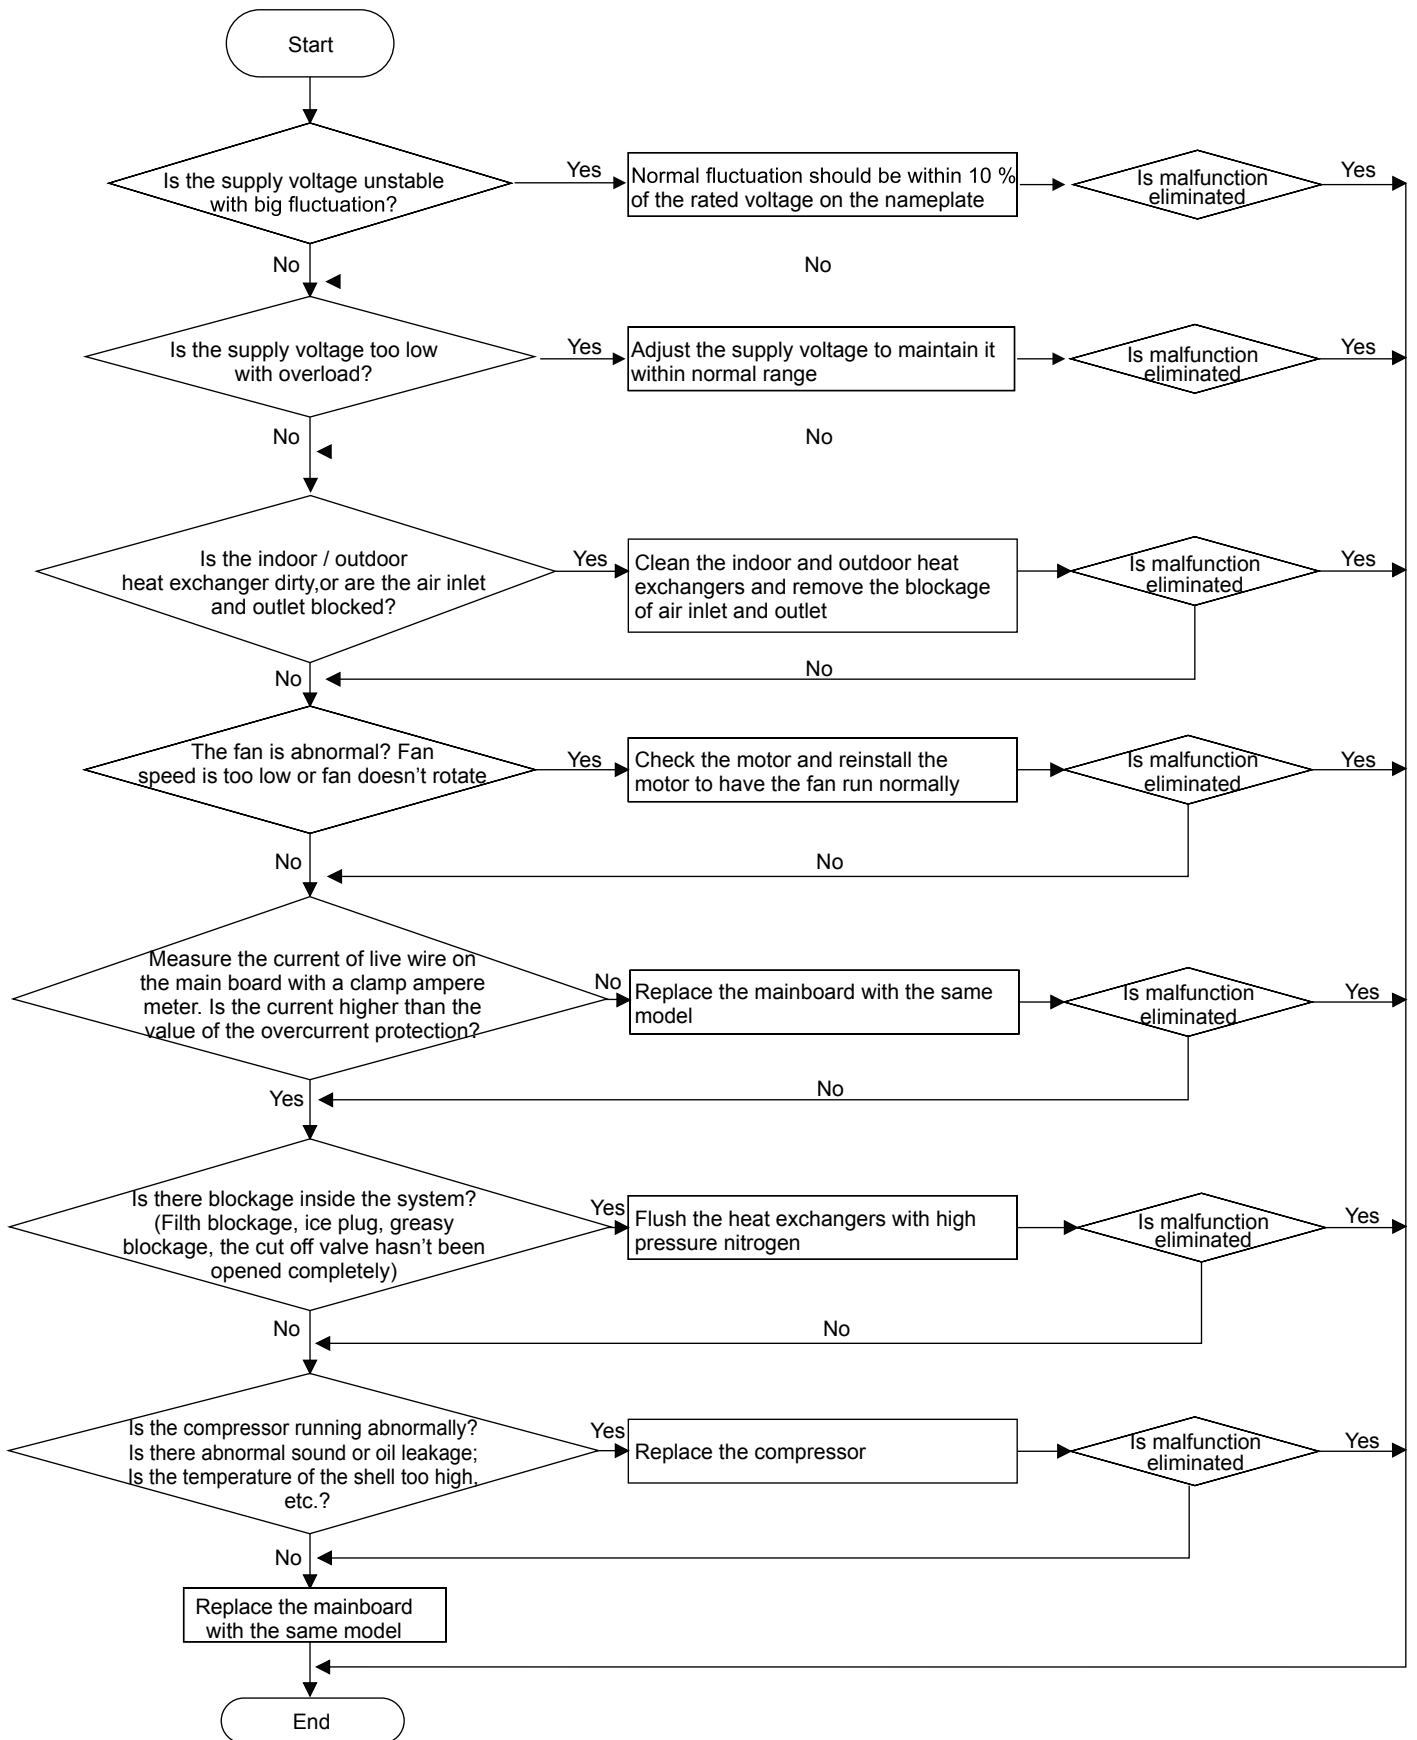 Start
Is the supply voltage unstable
with big fluctuation?
Yes
Normal fluctuation should be within 10 %
of the rated voltage on the nameplate
Is malfunction
eliminated
Yes
No
No
Is the supply voltage too low
with overload?
Yes
Adjust the supply voltage to maintain it
within normal range
Is malfunction
eliminated
Yes
No
No
Is the indoor / outdoor
heat exchanger dirty,or are the air inlet
and outlet blocked?
Yes
Clean the indoor and outdoor heat
exchangers and remove the blockage
of air inlet and outlet
Is malfunction
eliminated
Yes
No
No
The fan is abnormal? Fan
speed is too low or fan doesn't rotate
Yes
Check the motor and reinstall the
motor to have the fan run normally
Is malfunction
eliminated
Yes
No
No
Measure the current of live wire on
the main board with a clamp ampere
meter. Is the current higher than the
value of the overcurrent protection?
No
Replace the mainboard with the same
model
Is malfunction
eliminated
Yes
Yes
No
Is there blockage inside the system?
(Filth blockage, ice plug, greasy
blockage, the cut off valve hasn't been
opened completely)
Yes
Flush the heat exchangers with high
pressure nitrogen
Is malfunction
eliminated
Yes
No
No
Is the compressor running abnormally?
Is there abnormal sound or oil leakage;
Is the temperature of the shell too high,
etc.?
Yes
Replace the compressor
Is malfunction
eliminated
Yes
No
Replace the mainboard
with the same model
End